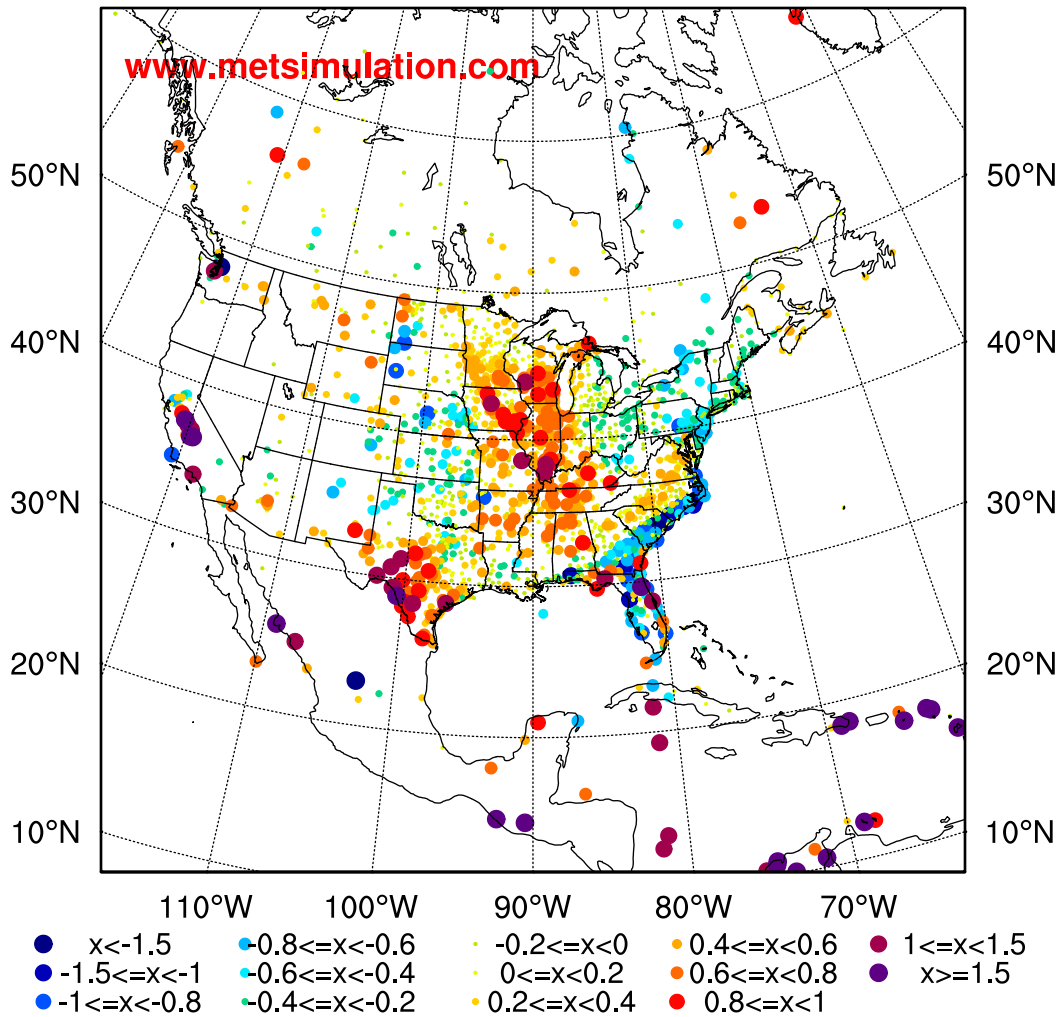 www.metsimulation.com
50°N 50°N
40°N 40°N
30°N 30°N
20°N 20°N
10°N 10°N
110°W 100°W 90°W 80°W 70°W
x<-1.5 -0.8<=x<-0.6 -0.2<=x<0 0.4<=x<0.6 1<=x<1.5
-1.5<=x<-1 -0.6<=x<-0.4 0<=x<0.2 0.6<=x<0.8 x>=1.5
-1<=x<-0.8 -0.4<=x<-0.2 0.2<=x<0.4 0.8<=x<1